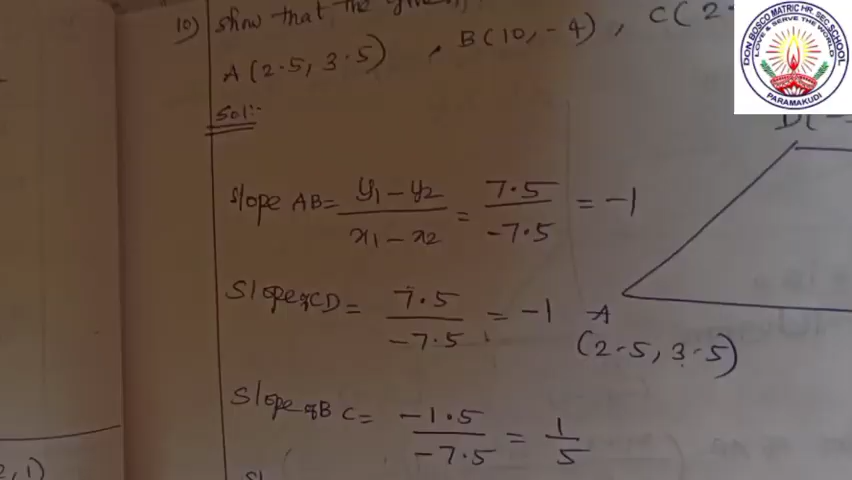 10) show that the given
A (2.5, 3.5) , B (10, -4) , C (2
Sol:-
Slope AB = y1 - y2 / x1 - x2 = 7.5 / -7.5 = -1
Slope of CD = 7.5 / -7.5 = -1
A
(2.5, 3.5)
Slope of BC = -1.5 / -7.5 = 1 / 5
, 1)
DON BOSCO MATRIC HR. SEC. SCHOOL
LOVE & SERVE THE WORLD
PARAMAKUDI